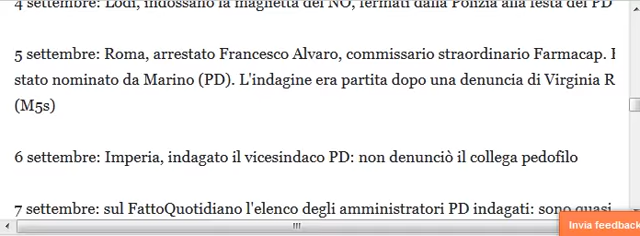 4 settembre: Lodi, indossano la maglietta del NO, fermati dalla Polizia alla festa del PD
5 settembre: Roma, arrestato Francesco Alvaro, commissario straordinario Farmacap.
stato nominato da Marino (PD). L'indagine era partita dopo una denuncia di Virginia R
(M5s)
6 settembre: Imperia, indagato il vicesindaco PD: non denunciò il collega pedofilo
7 settembre: sul FattoQuotidiano l'elenco degli amministratori PD indagati: sono quasi
Invia feedback